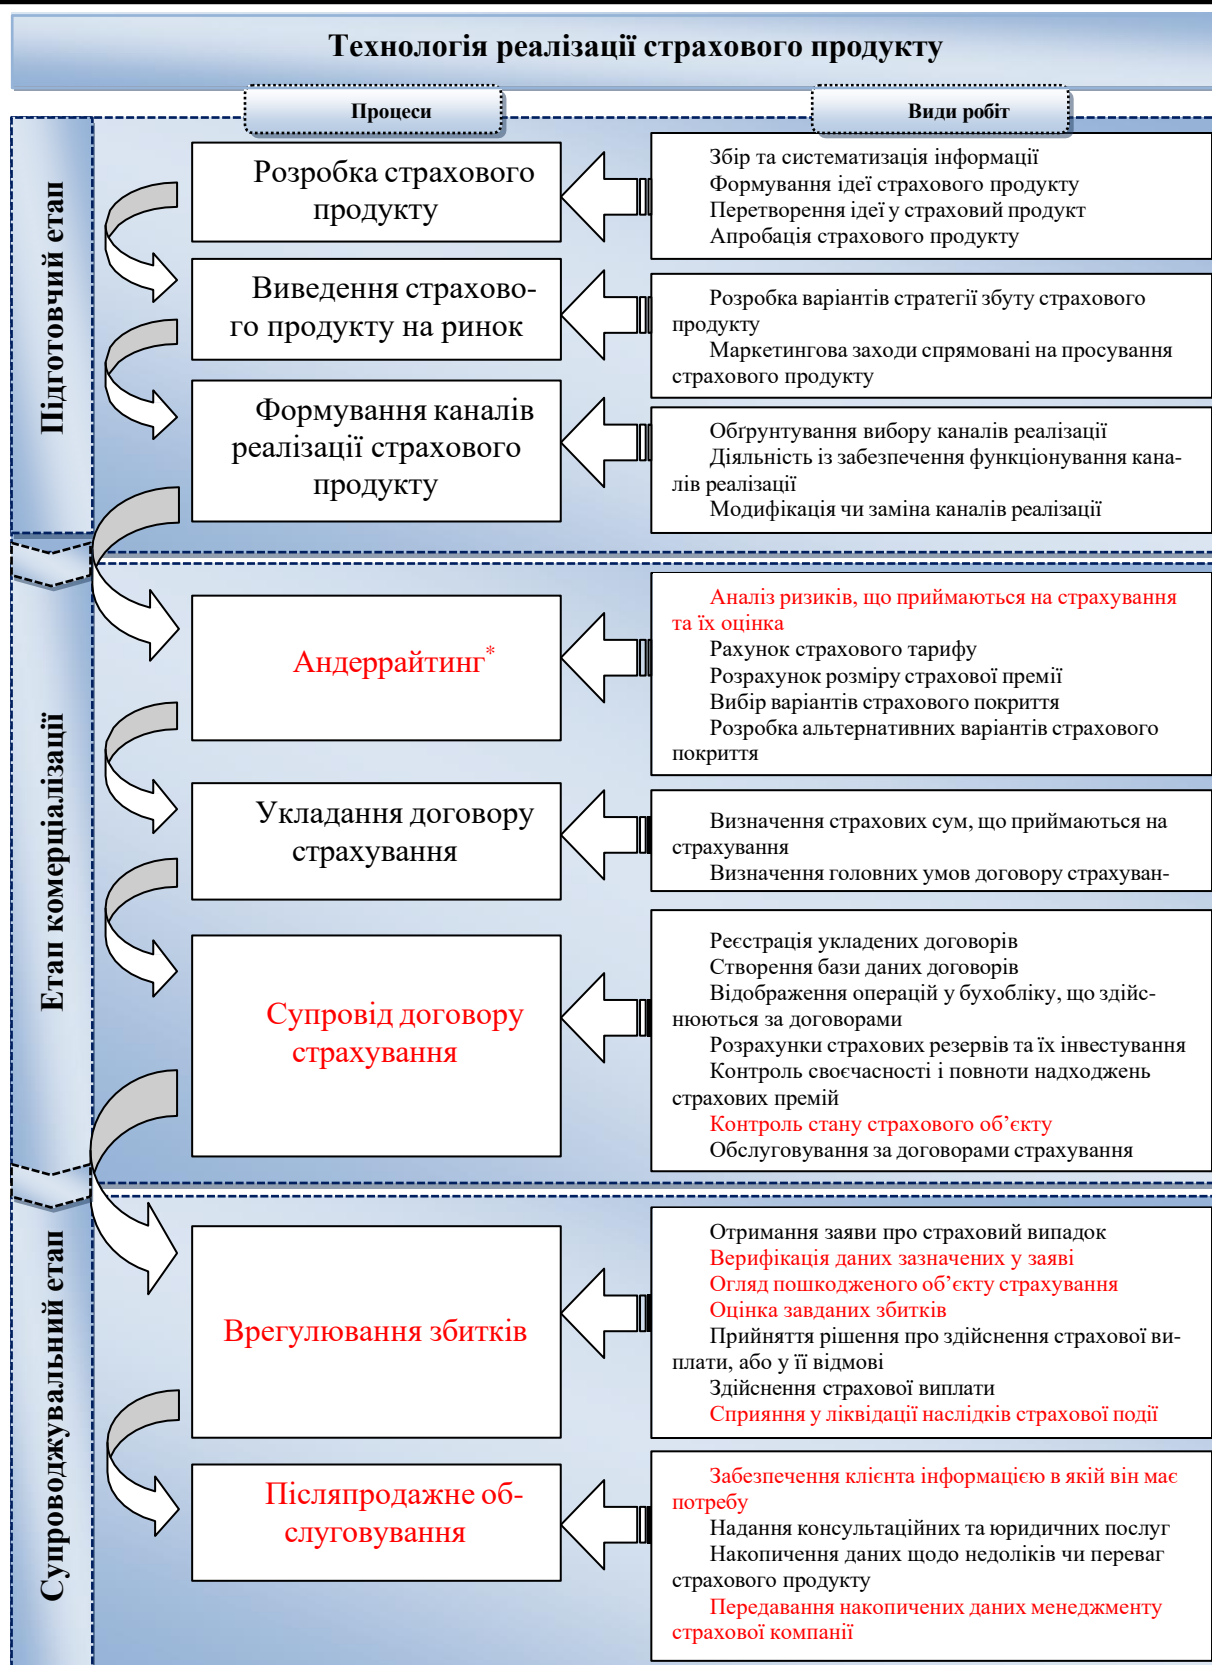 Технологія реалізації страхового продукту
Процеси
Види робіт
Підготовчий етап
Розробка страхового
продукту
Збір та систематизація інформації
Формування ідеї страхового продукту
Перетворення ідеї у страховий продукт
Апробація страхового продукту
Виведення страхово-
го продукту на ринок
Розробка варіантів стратегії збуту страхового
продукту
Маркетингова заходи спрямовані на просування
страхового продукту
Формування каналів
реалізації страхового
продукту
Обґрунтування вибору каналів реалізації
Діяльність із забезпечення функціонування кана-
лів реалізації
Модифікація чи заміна каналів реалізації
Етап комерціалізації
Андеррайтинг*
Аналіз ризиків, що приймаються на страхування
та їх оцінка
Рахунок страхового тарифу
Розрахунок розміру страхової премії
Вибір варіантів страхового покриття
Розробка альтернативних варіантів страхового
покриття
Укладання договору
страхування
Визначення страхових сум, що приймаються на
страхування
Визначення головних умов договору страхуван-
Супровід договору
страхування
Реєстрація укладених договорів
Створення бази даних договорів
Відображення операцій у бухобліку, що здійс-
нюються за договорами
Розрахунки страхових резервів та їх інвестування
Контроль своєчасності і повноти надходжень
страхових премій
Контроль стану страхового об’єкту
Обслуговування за договорами страхування
Супроводжувальний етап
Врегулювання збитків
Отримання заяви про страховий випадок
Верифікація даних зазначених у заяві
Огляд пошкодженого об’єкту страхування
Оцінка завданих збитків
Прийняття рішення про здійснення страхової ви-
плати, або у її відмові
Здійснення страхової виплати
Сприяння у ліквідації наслідків страхової події
Післяпродажне об-
слуговування
Забезпечення клієнта інформацією в якій він має
потребу
Надання консультаційних та юридичних послуг
Накопичення даних щодо недоліків чи переваг
страхового продукту
Передавання накопичених даних менеджменту
страхової компанії